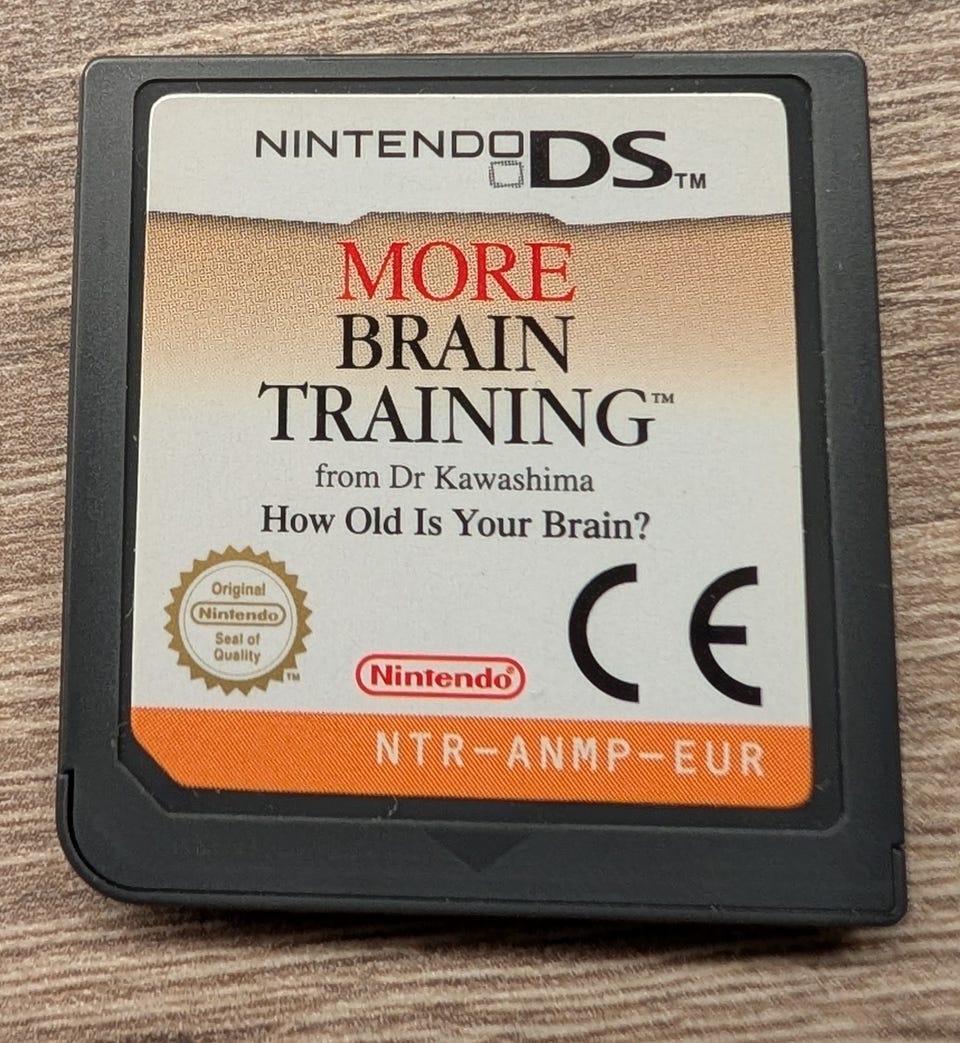 NINTENDO DS™
MORE
BRAIN
TRAINING™
from Dr Kawashima
How Old Is Your Brain?
Original
Nintendo
Seal of
Quality
™
Nintendo®
CE
NTR-ANMP-EUR